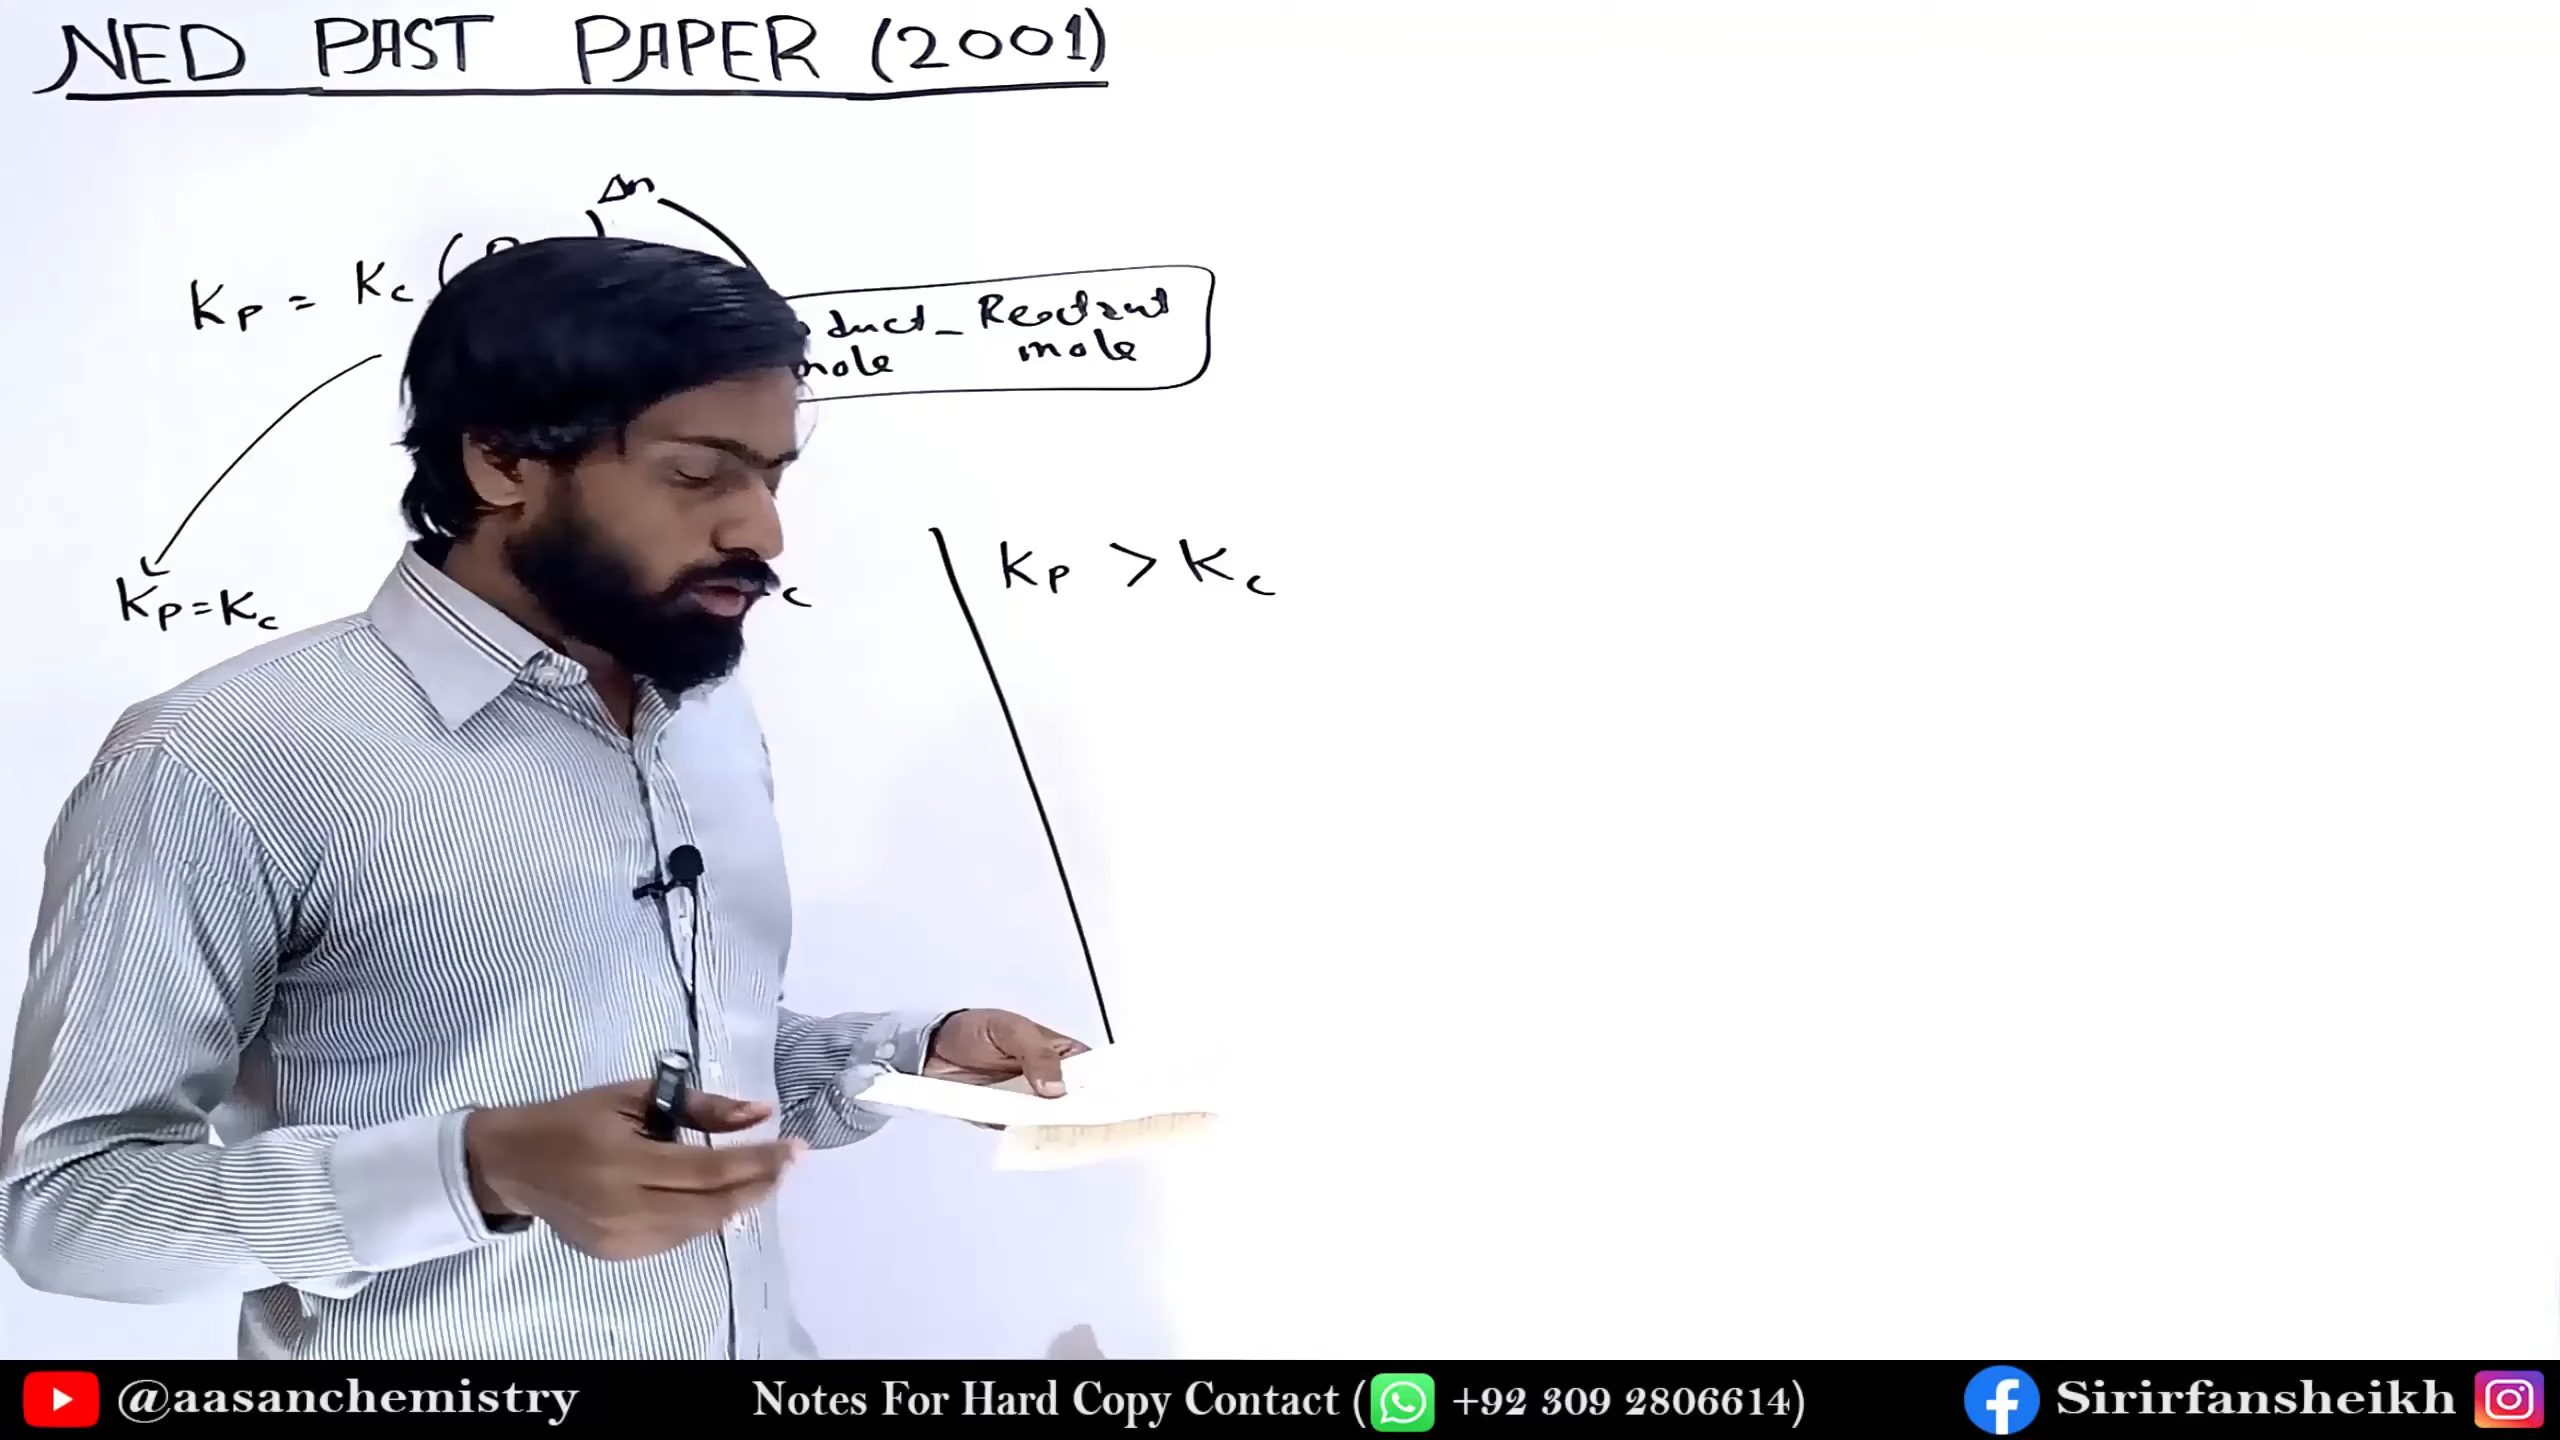 NED PAST PAPER (2001)
Δn
Kp = Kc (
duct - Reactant
mole mole
Kp = Kc
c
Kp > Kc
@aasanchemistry Notes For Hard Copy Contact ( +92 309 2806614) Sirirfansheikh